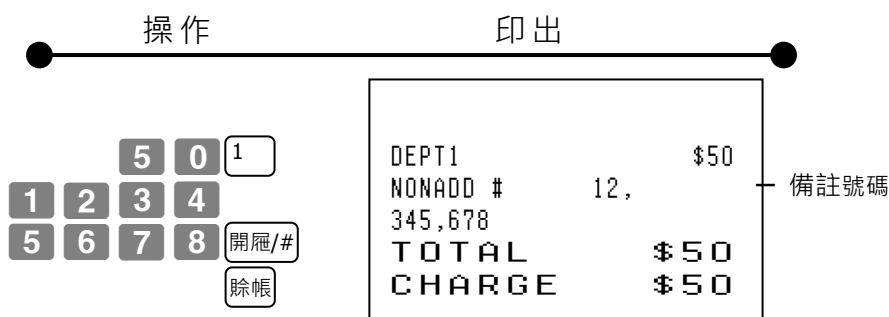 操作 印出
5 0 1
1 2 3 4
5 6 7 8 開屜/#
賒帳
DEPT1 $50
NONADD # 12,
345,678
TOTAL $50
CHARGE $50
備註號碼